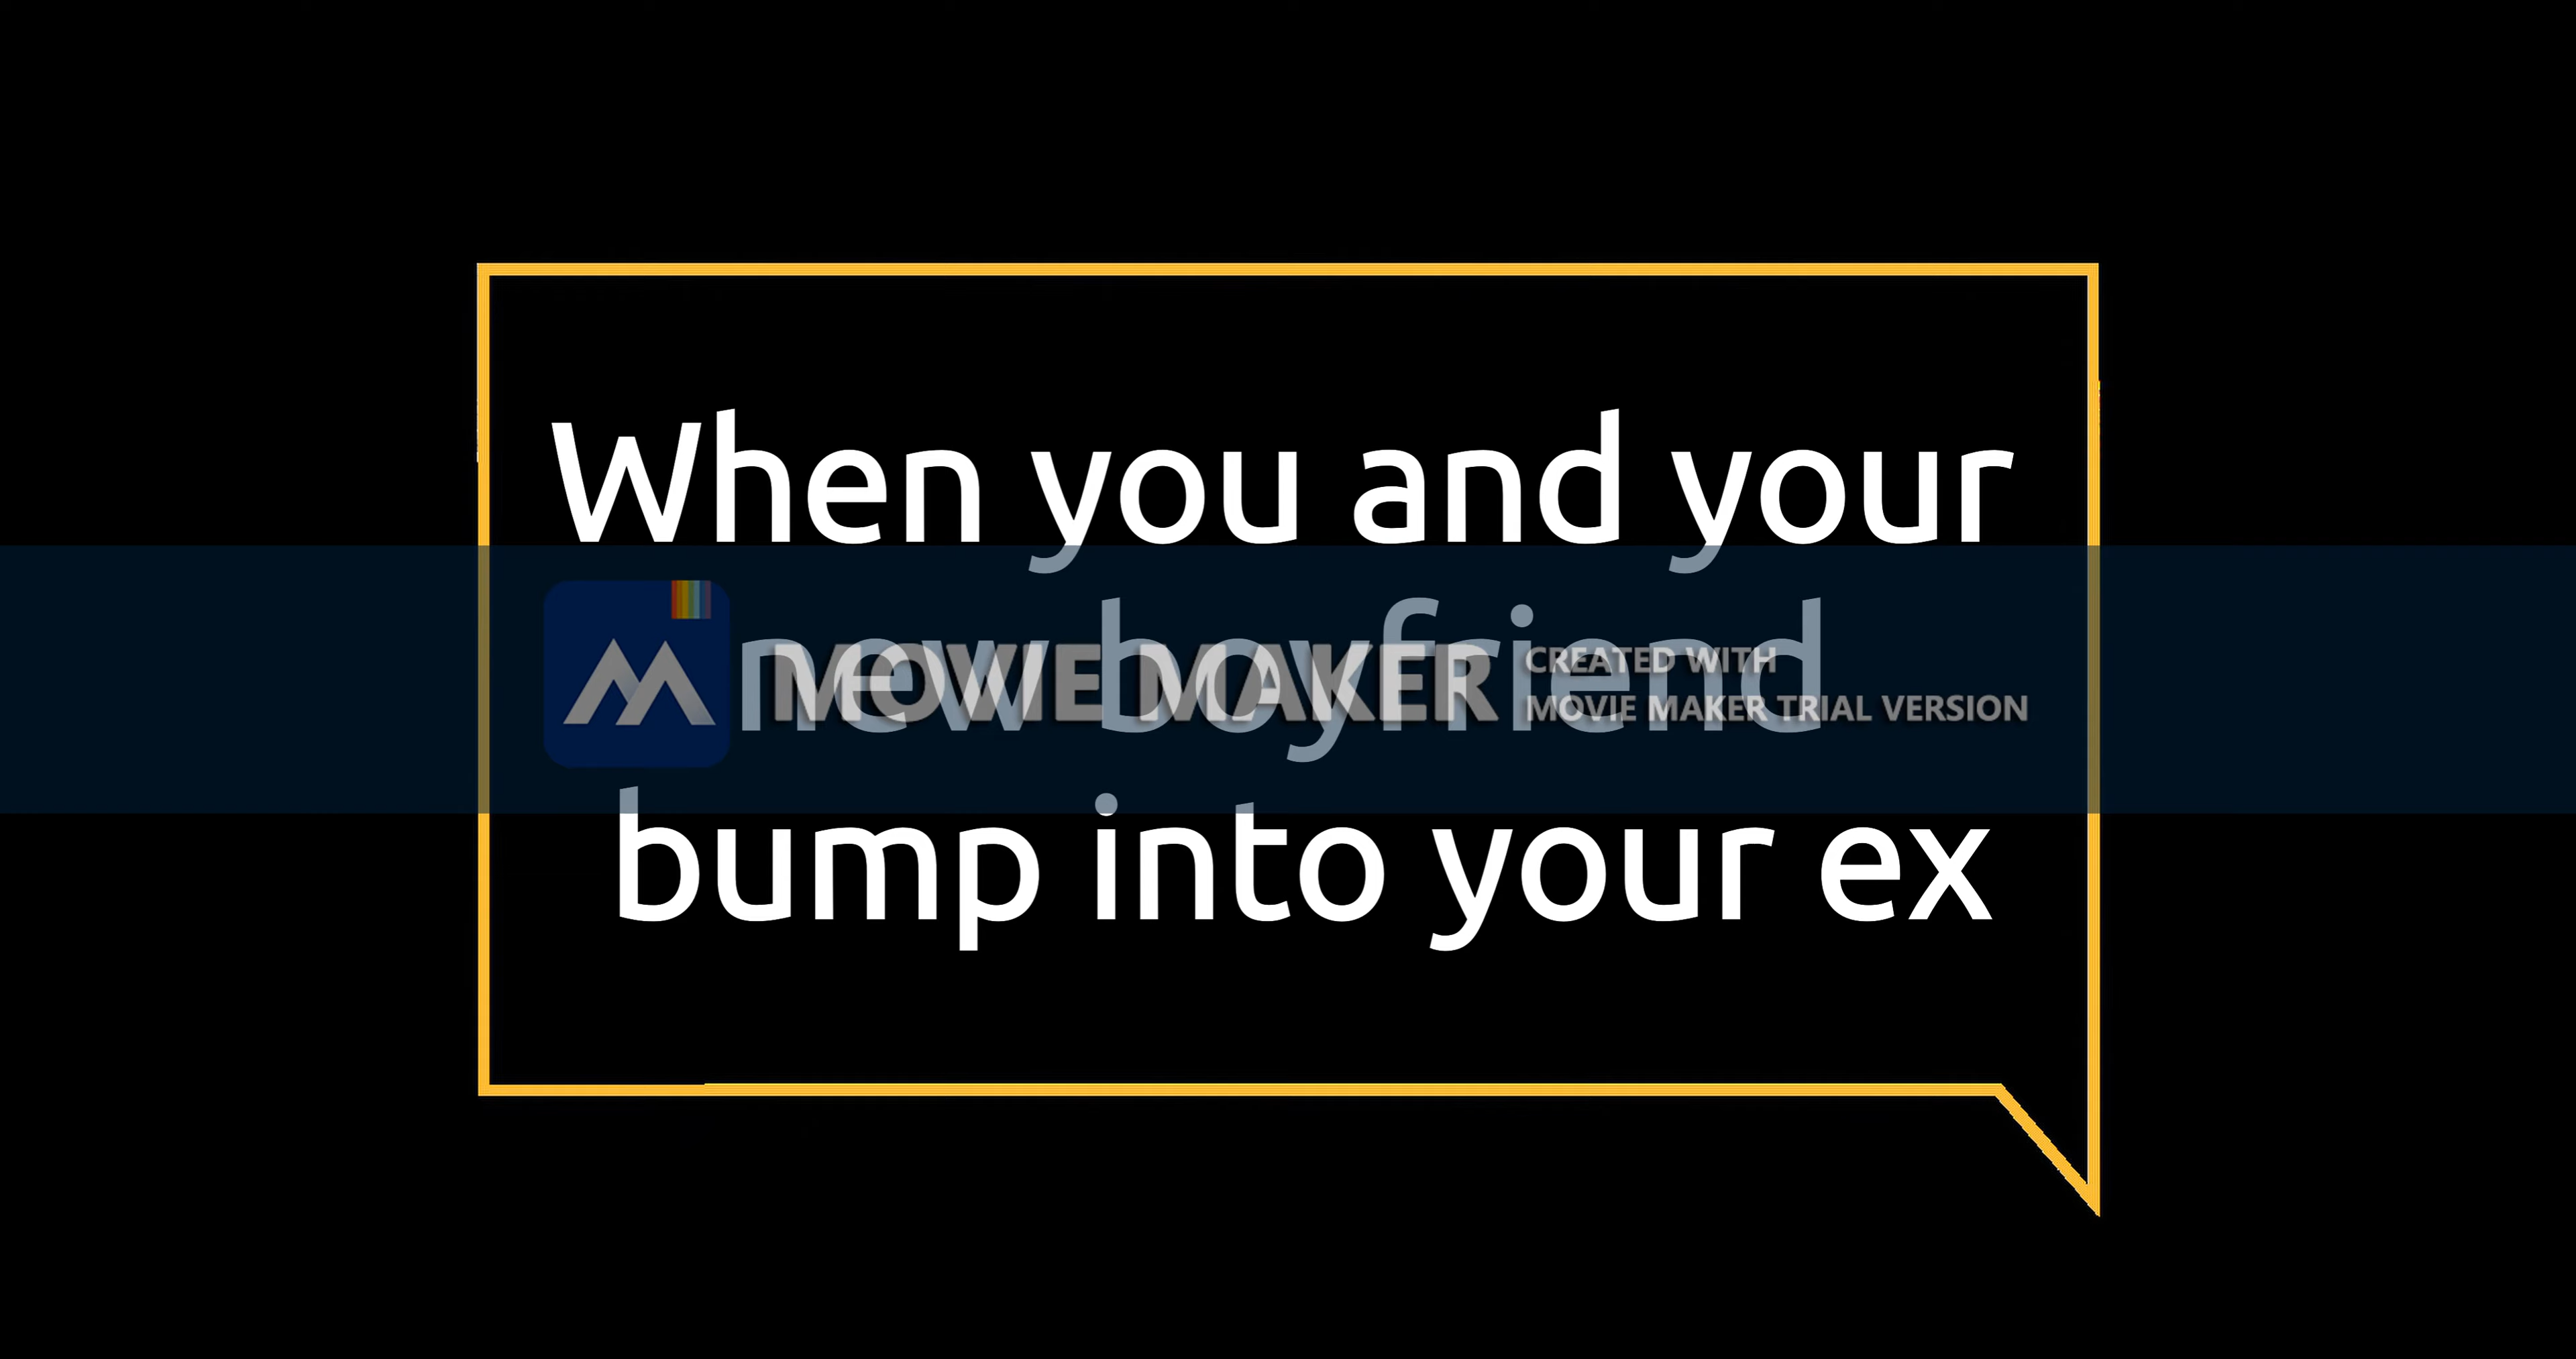 When you and your
new boyfriend
MOVIE MAKER
CREATED WITH
MOVIE MAKER TRIAL VERSION
bump into your ex